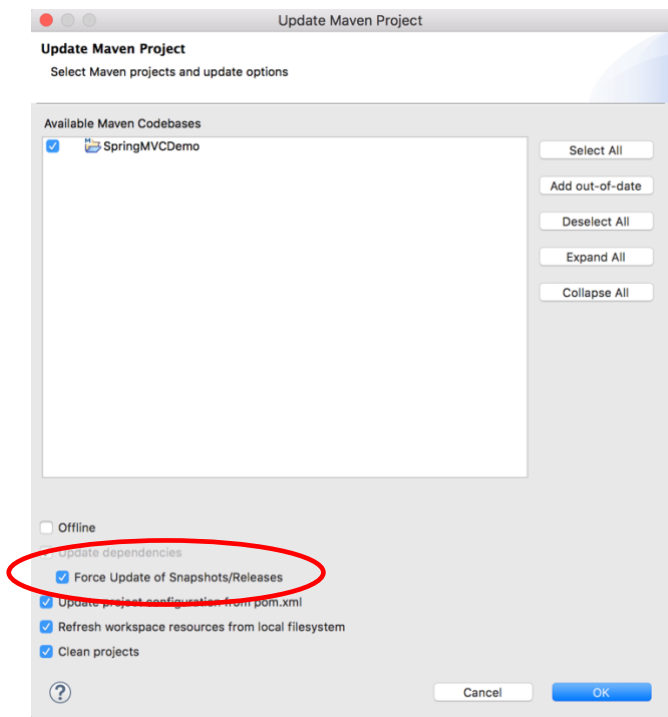 Update Maven Project
Update Maven Project
Select Maven projects and update options
Available Maven Codebases
SpringMVCDemo
Select All
Add out-of-date
Deselect All
Expand All
Collapse All
Offline
Update dependencies
Force Update of Snapshots/Releases
Update project configuration from pom.xml
Refresh workspace resources from local filesystem
Clean projects
?
Cancel
OK